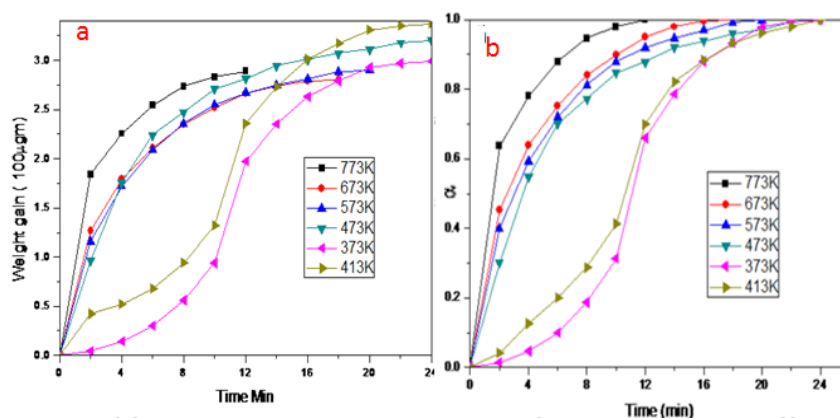 a
Weight gain ( 100µgm)
3.0
2.5
2.0
1.5
1.0
0.5
0.0
773K
673K
573K
473K
373K
413K
0 4 8 12 16 20 24
Time Min
b
1.0
0.8
0.6
0.4
0.2
0.0
773K
673K
573K
473K
373K
413K
0 4 8 12 16 20 24
Time (min)